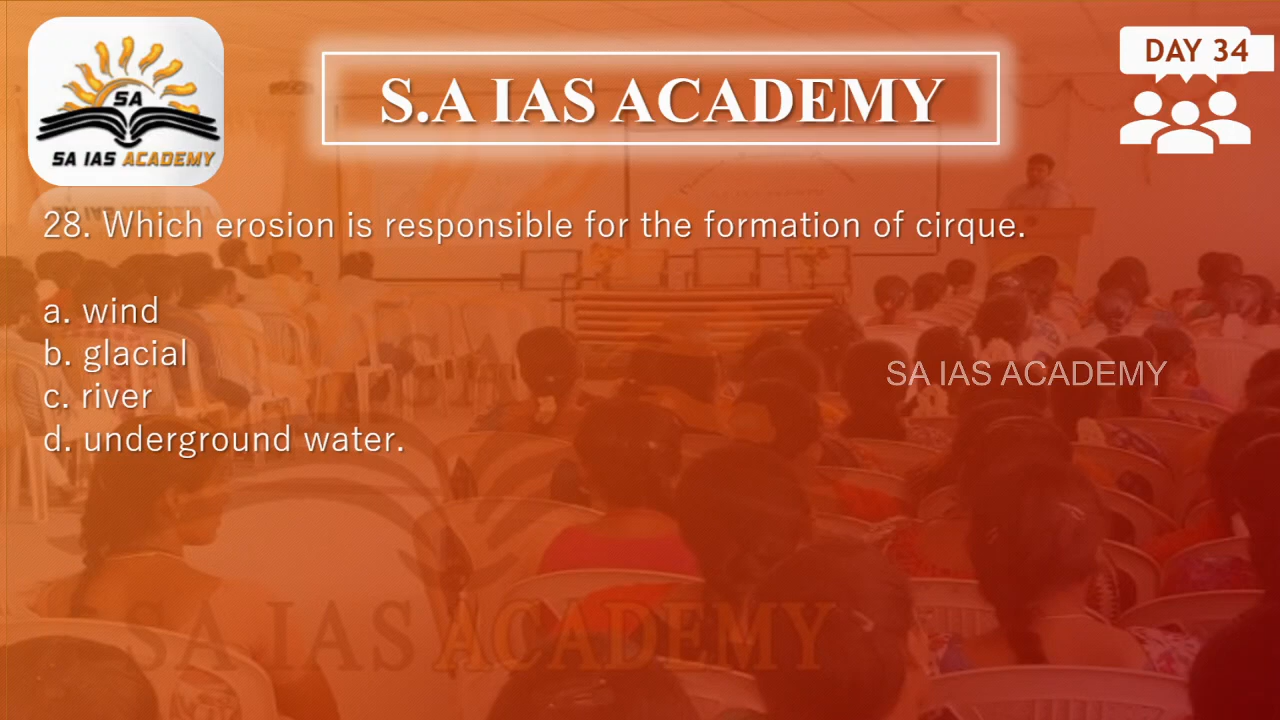 SA
SA IAS ACADEMY
S.A IAS ACADEMY
DAY 34
28. Which erosion is responsible for the formation of cirque.
a. wind
b. glacial
c. river
d. underground water.
SA IAS ACADEMY
SA IAS ACADEMY